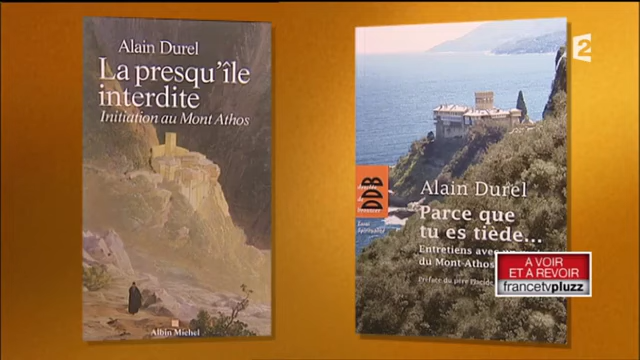 Alain Durel
La presqu'île
interdite
Initiation au Mont Athos
Albin Michel
2
DDB
Alain Durel
Parce que
tu es tiède...
Entretiens avec
du Mont-Athos
Préface du père Placide
A VOIR
ET A REVOIR
francetvpluzz